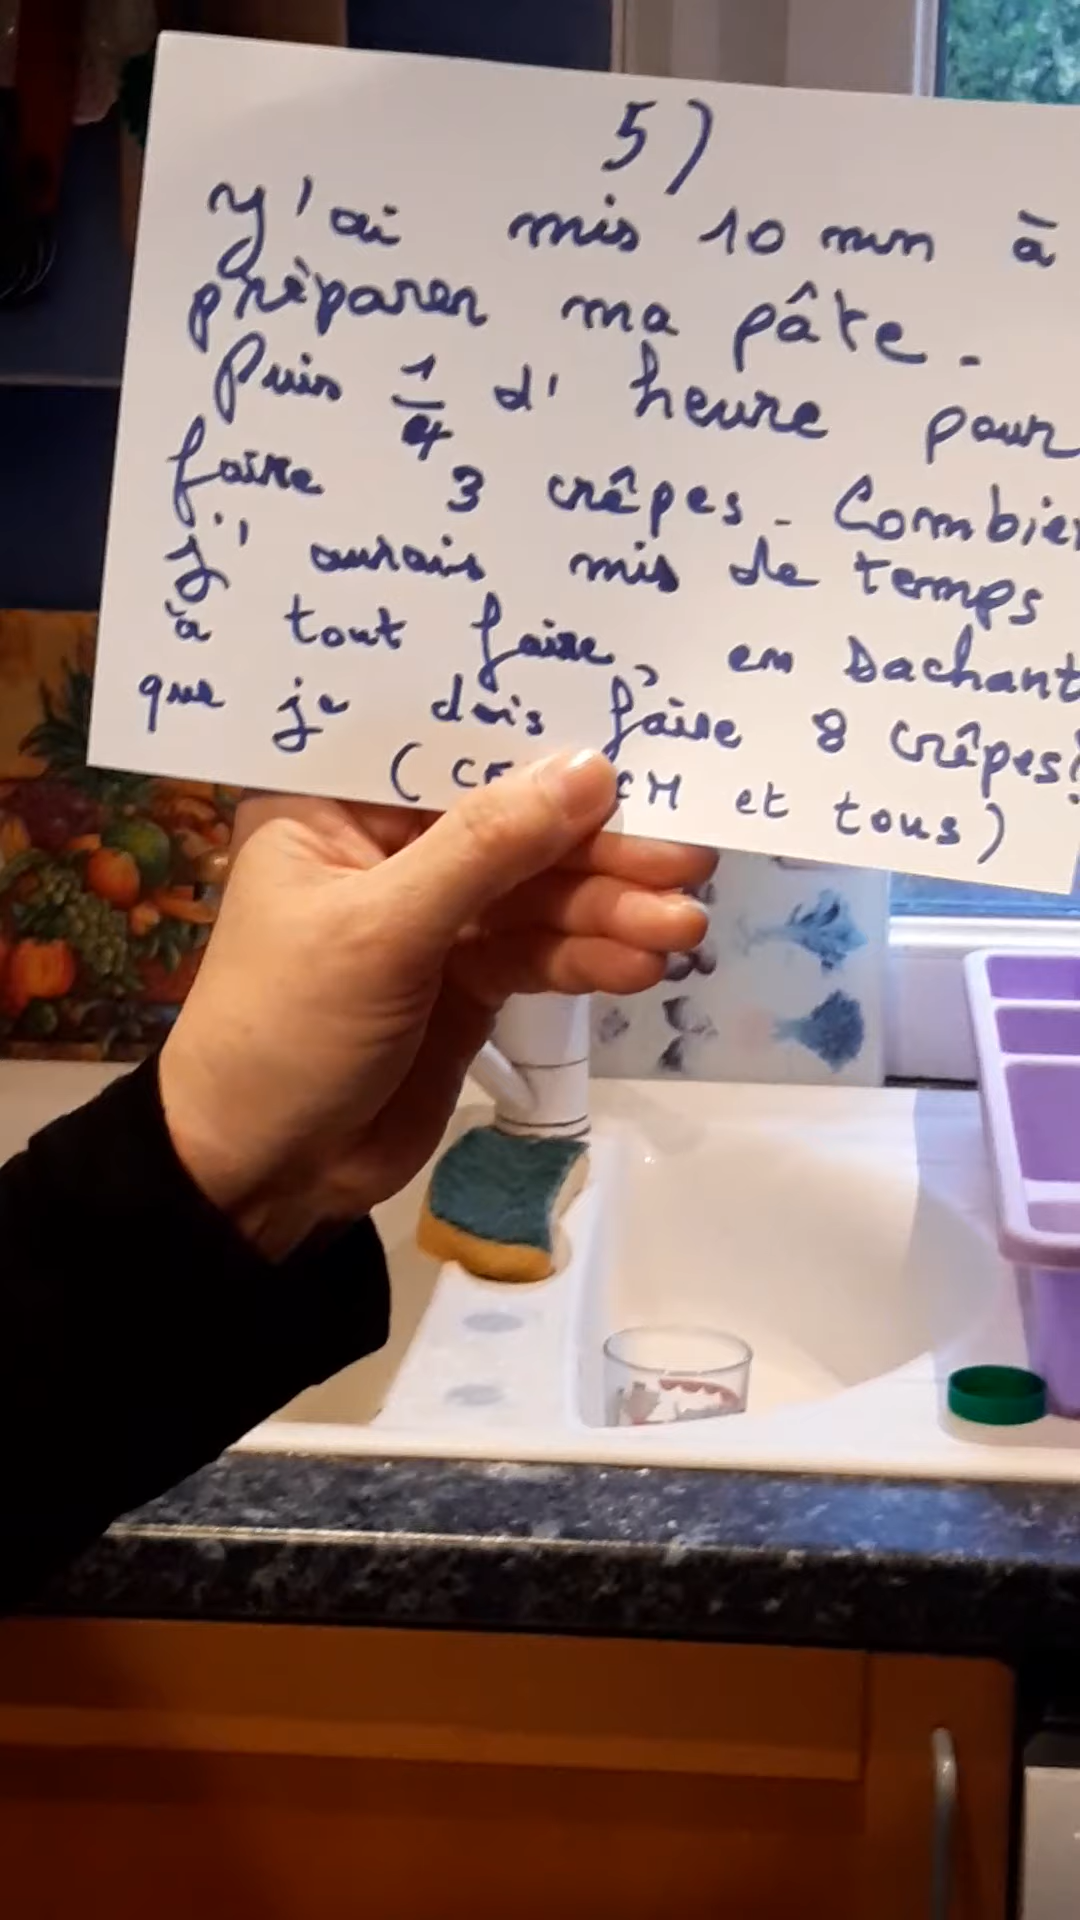 5)
J'ai mis 10 mn à
préparer ma pâte.
Puis 1/4 d'heure pour
faire 3 crêpes. Combien
j'aurais mis de temps
à tout faire, en sachant
que je dois faire 8 crêpes?
( et tous)